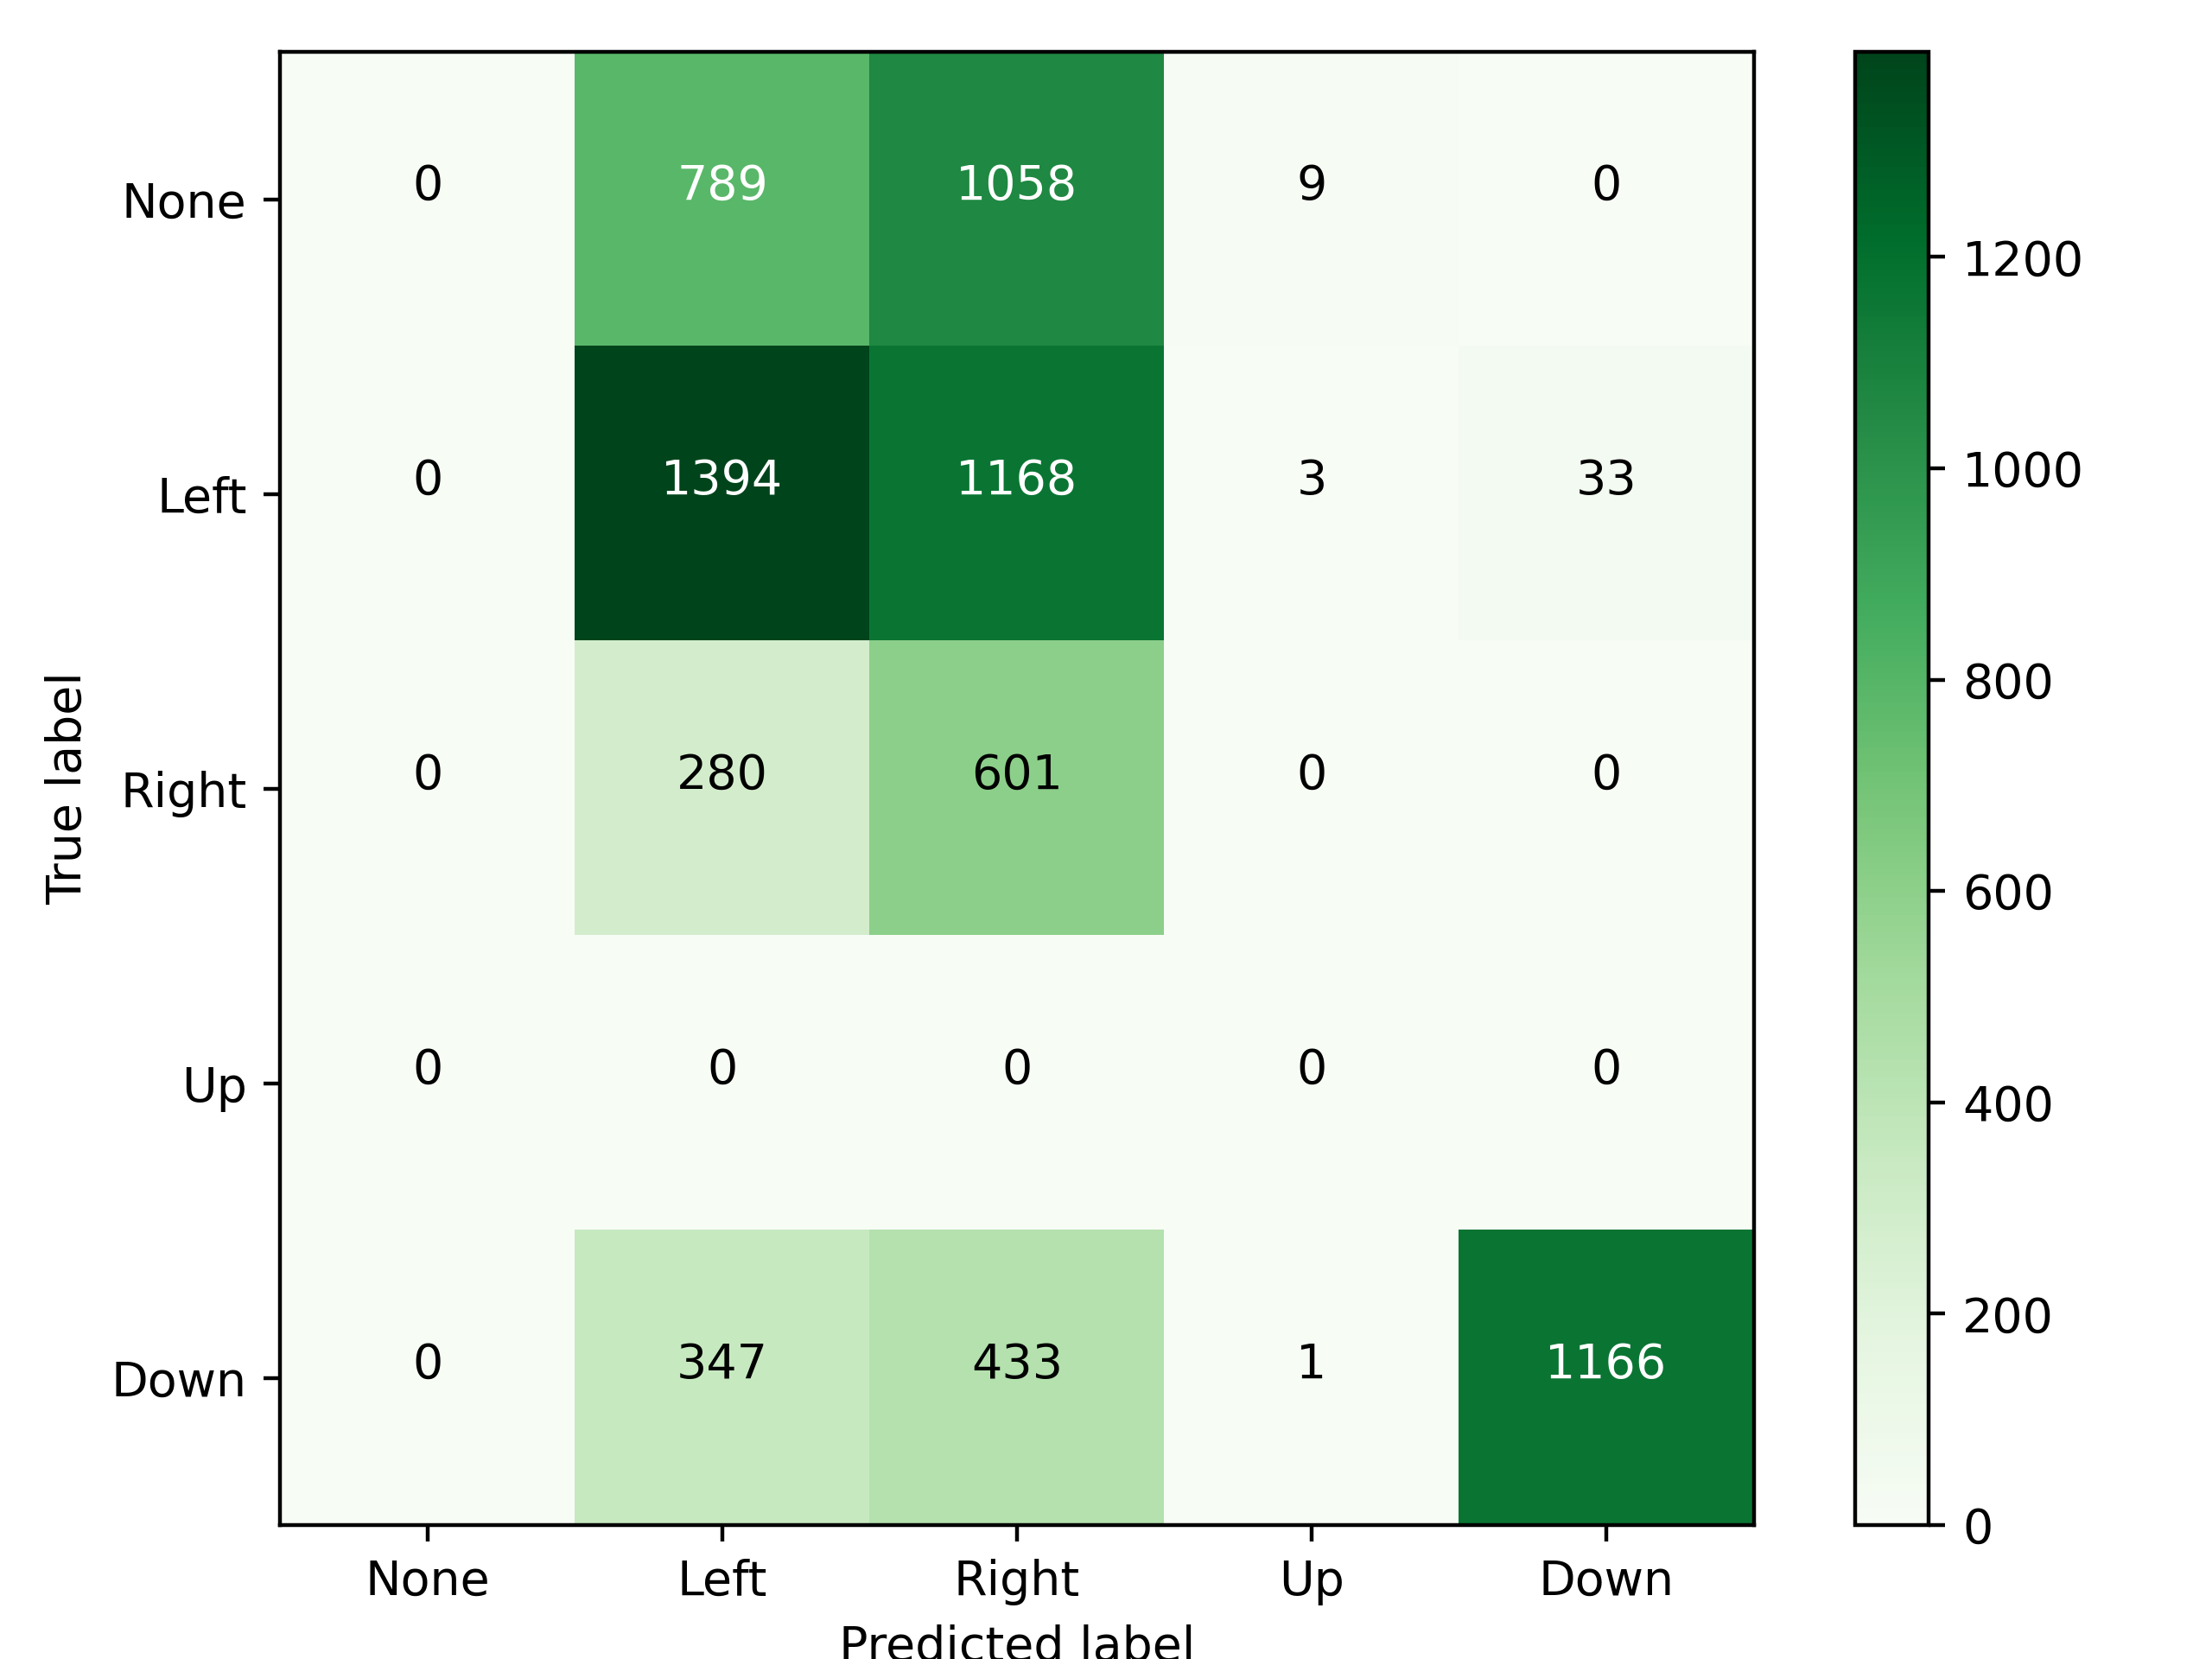 None 0 789 1058 9 0
Left 0 1394 1168 3 33
Right 0 280 601 0 0
Up 0 0 0 0 0
Down 0 347 433 1 1166
None Left Right Up Down
True label
Predicted label
1200
1000
800
600
400
200
0